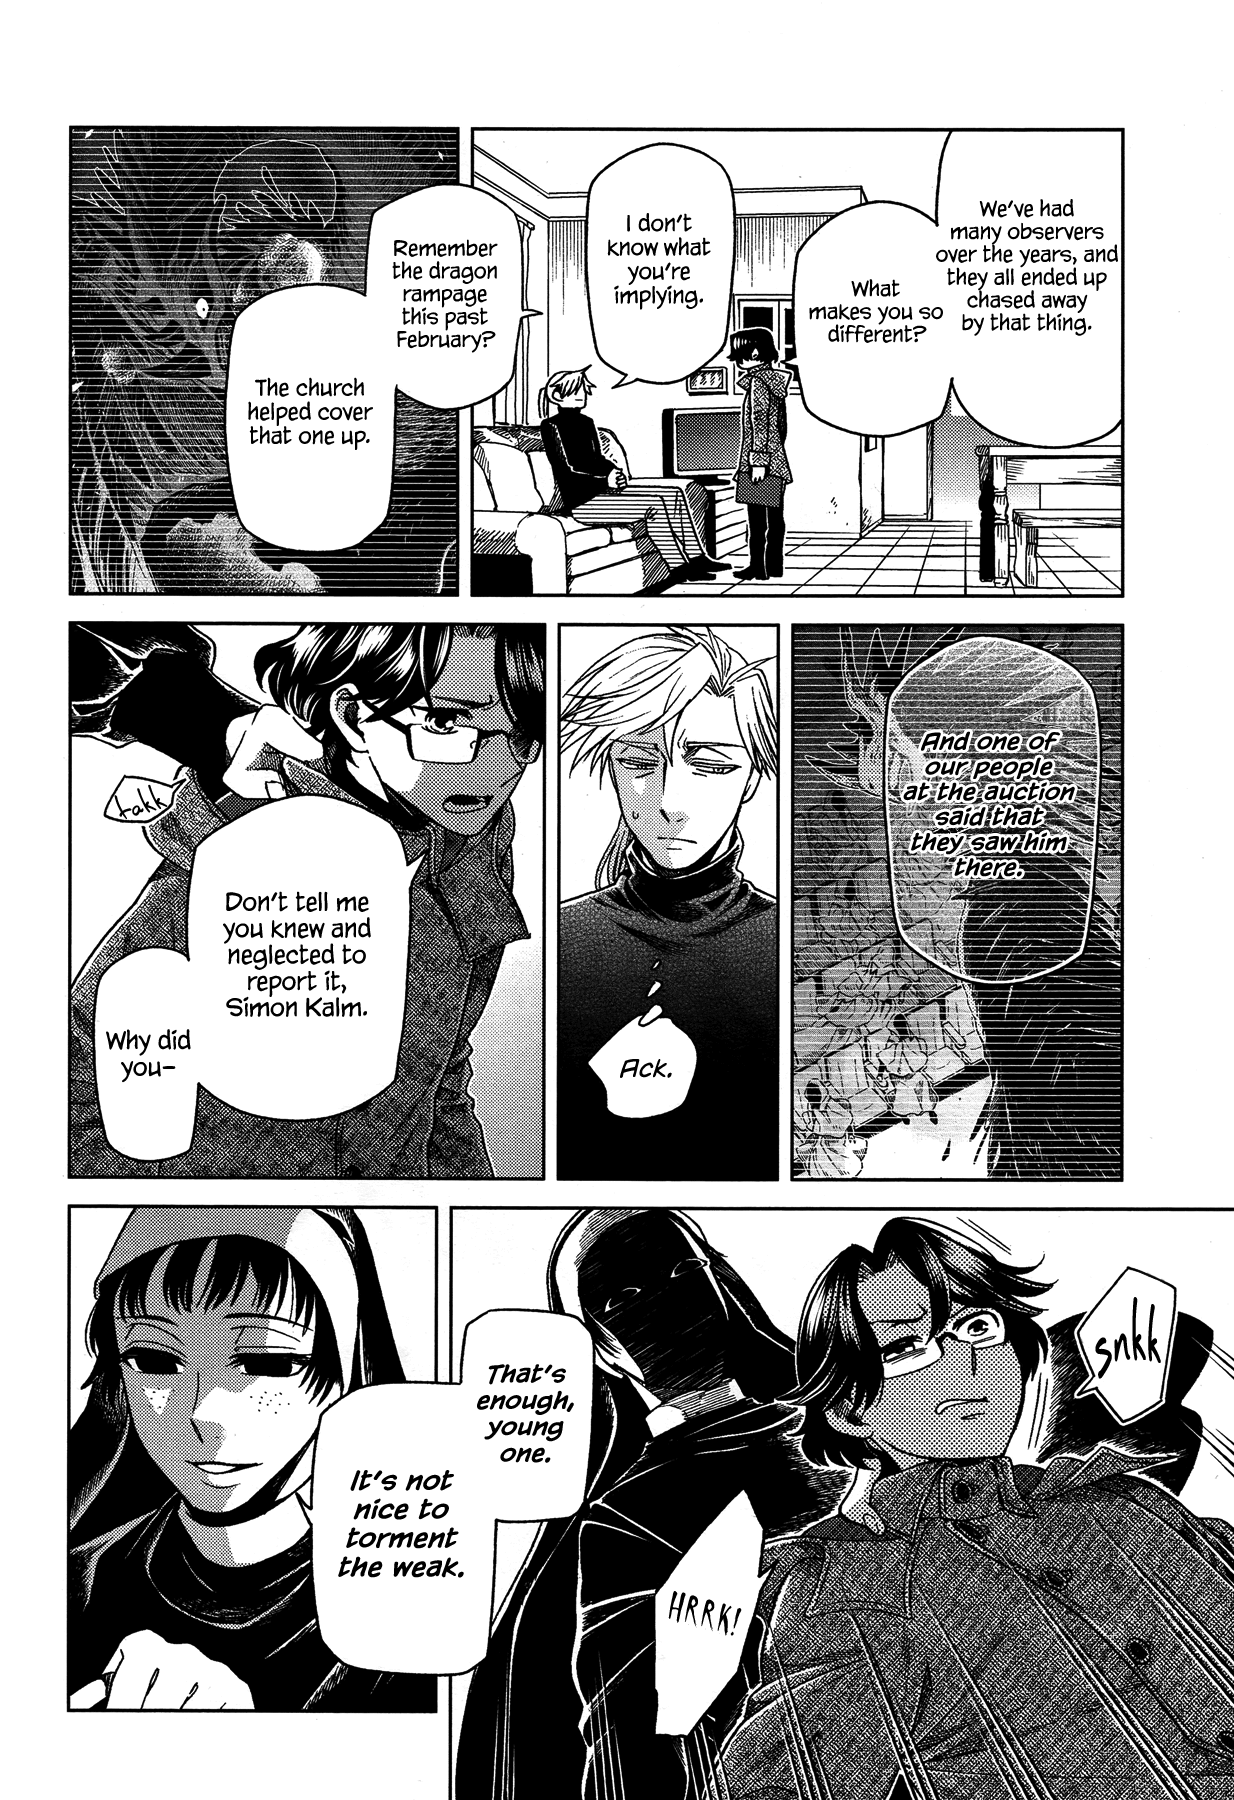 We've had
many observers
over the years, and
they all ended up
chased away
by that thing.
What
makes you so
different?
I don't
know what
you're
implying.
Remember
the dragon
rampage
this past
February?
The church
helped cover
that one up.
And one of
our people
at the auction
said that
they saw him
there.
Ack.
Don't tell me
you knew and
neglected to
report it,
Simon Kalm.
takk
Why did
you–
snkk
HRRK!
That's
enough,
young
one.
It's not
nice to
torment
the weak.